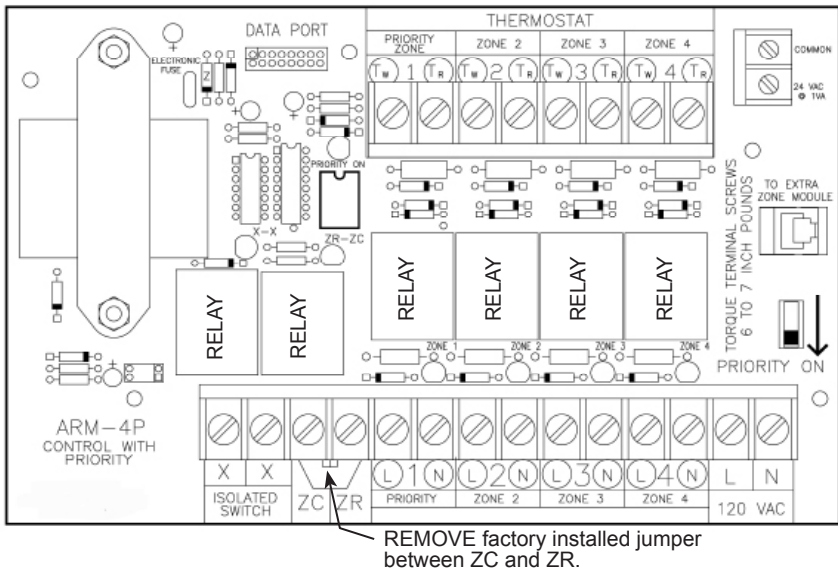 DATA PORT
ELECTRONIC
FUSE
Z
PRIORITY ON
X-X
ZR-ZC
THERMOSTAT
PRIORITY
ZONE
ZONE 2
ZONE 3
ZONE 4
TW 1 TR TW 2 TR TW 3 TR TW 4 TR
COMMON
24 VAC
@ 1VA
TO EXTRA
ZONE MODULE
TORQUE TERMINAL SCREWS
6 TO 7 INCH POUNDS
RELAY
RELAY
RELAY
RELAY
RELAY
RELAY
ZONE 1
ZONE 2
ZONE 3
ZONE 4
PRIORITY ON
ARM-4P
CONTROL WITH
PRIORITY
X X
ISOLATED
SWITCH
ZC ZR
L 1 N L 2 N L 3 N L 4 N L N
PRIORITY ZONE 2 ZONE 3 ZONE 4 120 VAC
REMOVE factory installed jumper
between ZC and ZR.